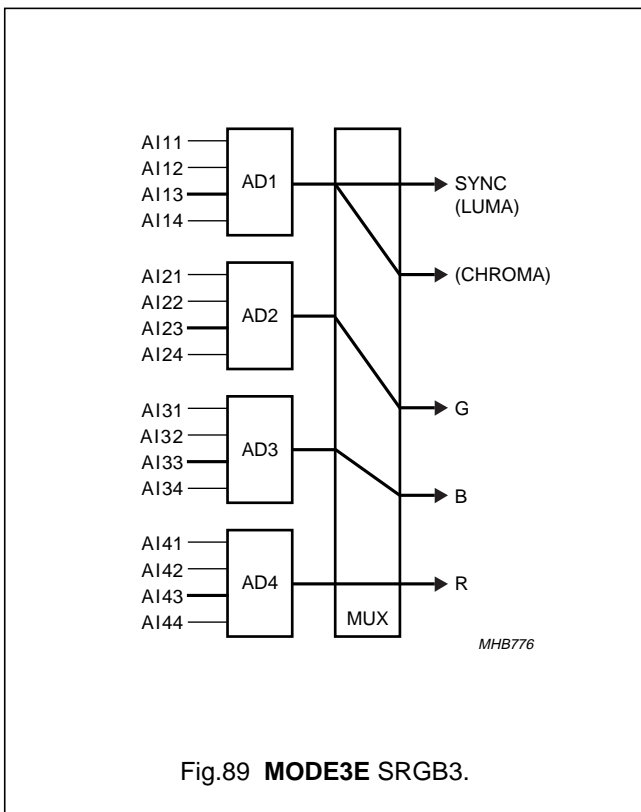 AI11
AI12
AI13
AI14
AD1
SYNC
(LUMA)
(CHROMA)
AI21
AI22
AI23
AI24
AD2
G
AI31
AI32
AI33
AI34
AD3
B
AI41
AI42
AI43
AI44
AD4
R
MUX
MHB776
Fig.89 MODE3E SRGB3.